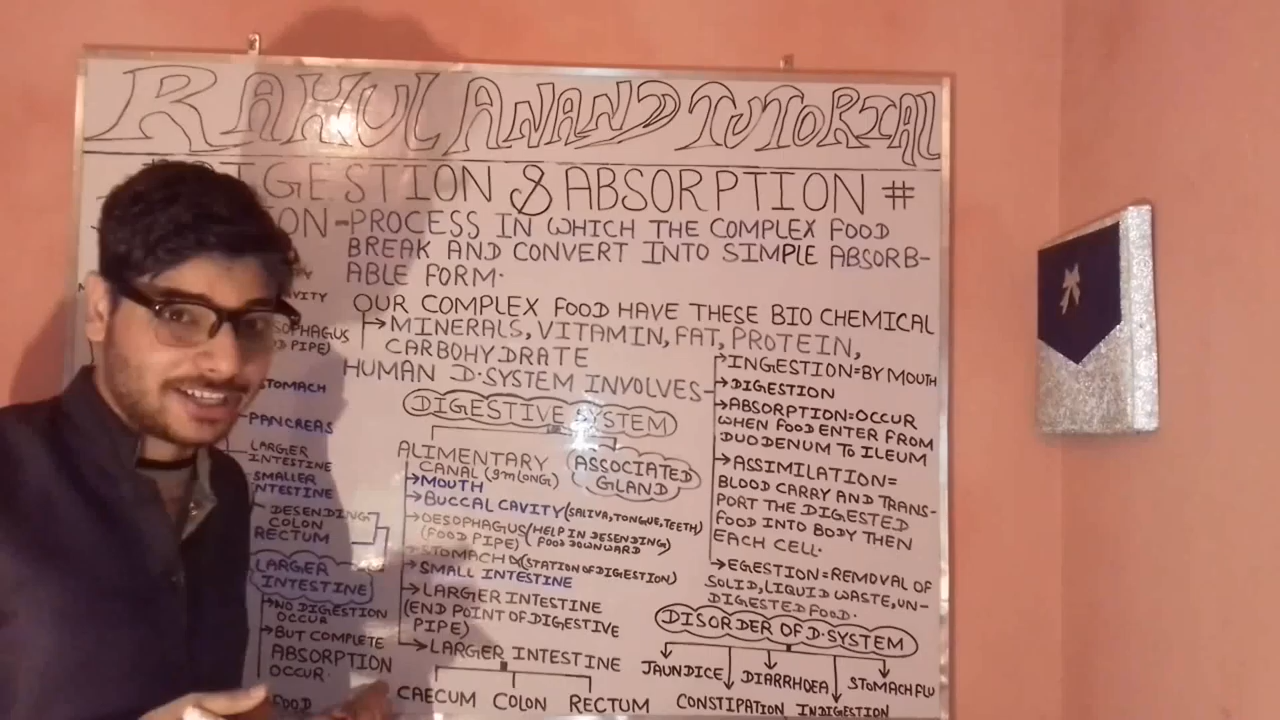 RAHUL ANAND TUTORIAL
DIGESTION & ABSORPTION #
ON-PROCESS IN WHICH THE COMPLEX FOOD
BREAK AND CONVERT INTO SIMPLE ABSORB-
ABLE FORM.
OUR COMPLEX FOOD HAVE THESE BIO CHEMICAL
→MINERALS, VITAMIN, FAT, PROTEIN,
CARBOHYDRATE
HUMAN D.SYSTEM INVOLVES-
→INGESTION=BY MOUTH
→DIGESTION
→ABSORPTION=OCCUR
WHEN FOOD ENTER FROM
DUODENUM TO ILEUM
→ASSIMILATION=
BLOOD CARRY AND TRANS-
PORT THE DIGESTED
FOOD INTO BODY THEN
EACH CELL.
→EGESTION=REMOVAL OF
SOLID, LIQUID WASTE, UN-
DIGESTED FOOD.
VITY
SOPHAGUS
D PIPE)
STOMACH
PANCREAS
LARGER
INTESTINE
SMALLER
INTESTINE
DESENDING
COLON
RECTUM
LARGER
INTESTINE
→NO DIGESTION
OCCUR
→BUT COMPLETE
ABSORPTION
OCCUR.
FOOD
DIGESTIVE SYSTEM
ALIMENTARY
CANAL (9m LONG)
ASSOCIATED
GLAND
→MOUTH
→BUCCAL CAVITY (SALIVA, TONGUE, TEETH)
→OESOPHAGUS (HELP IN DESENDING)
(FOOD PIPE) FOOD DOWNWARD
→STOMACH (STATION OF DIGESTION)
→SMALL INTESTINE
→LARGER INTESTINE
(END POINT OF DIGESTIVE
PIPE)
→LARGER INTESTINE
CAECUM COLON RECTUM
DISORDER OF D.SYSTEM
JAUNDICE DIARRHOEA STOMACH FLU
CONSTIPATION INDIGESTION